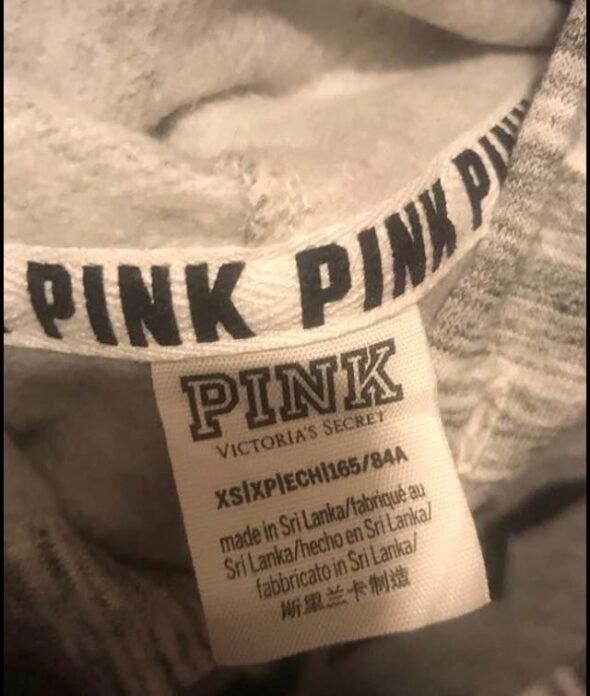 PINK PINK PIN
PINK
VICTORIA'S SECRET
XS|XP|ECH|165/84A
made in Sri Lanka/fabriqué au
Sri Lanka/hecho en Sri Lanka/
fabbricato in Sri Lanka/
斯里兰卡制造